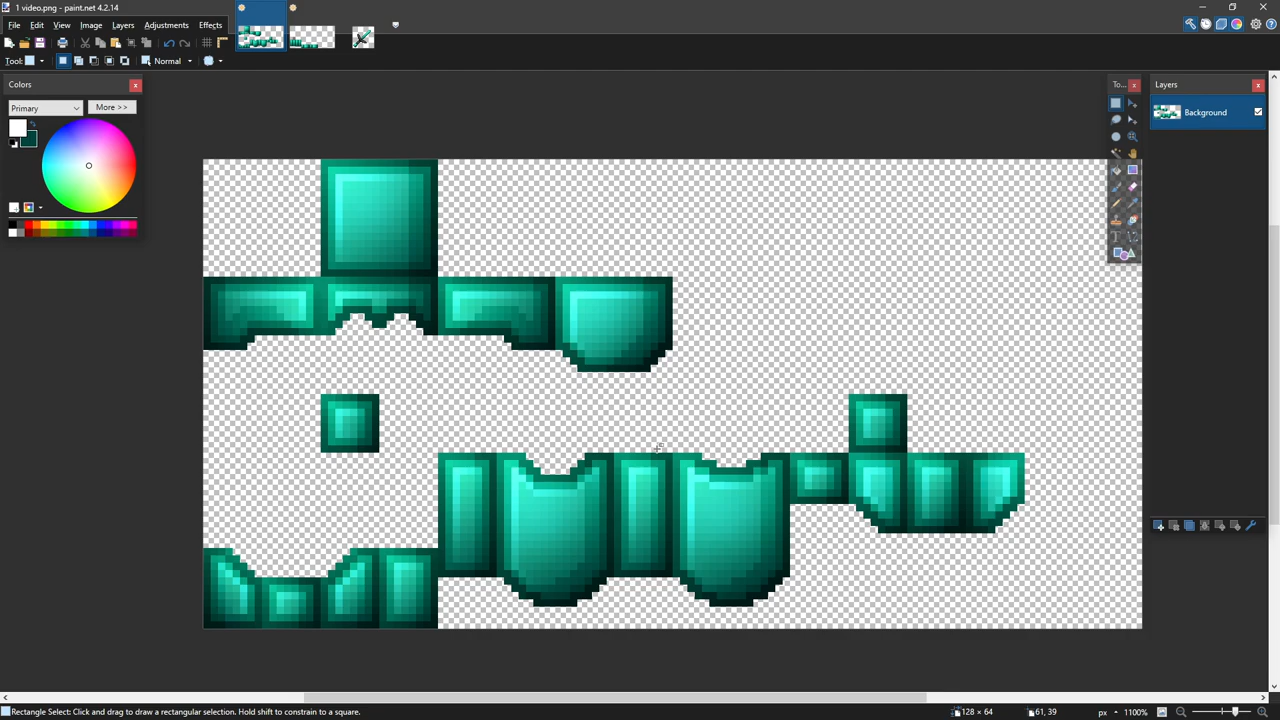 1 video.png - paint.net 4.2.14
File Edit View Image Layers Adjustments Effects
Tool: Normal
Colors
Primary More >>
To...
Layers
Background
Rectangle Select: Click and drag to draw a rectangular selection. Hold shift to constrain to a square.
128 × 64 61, 39 px 1100%